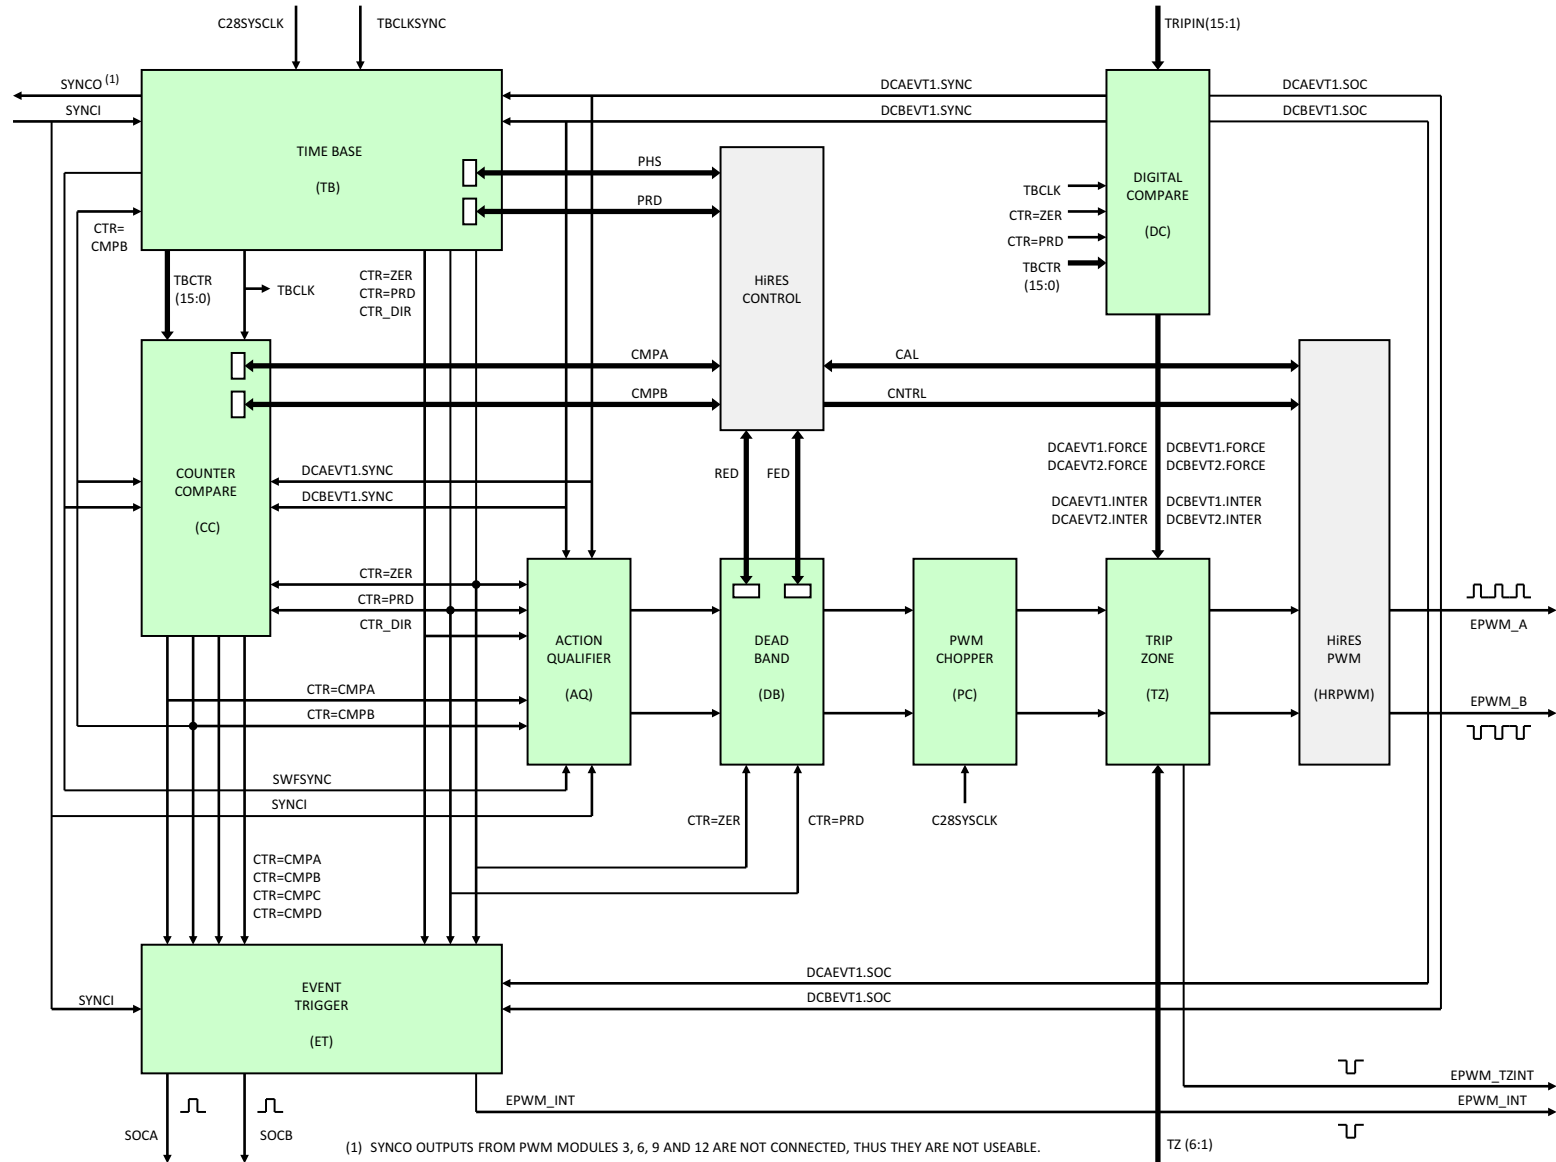 C28SYSCLK
TBCLKSYNC
TRIPIN(15:1)
SYNCO (1)
SYNCI
DCAEVT1.SYNC
DCBEVT1.SYNC
DCAEVT1.SOC
DCBEVT1.SOC
TIME BASE
(TB)
PHS
PRD
CTR=
CMPB
DIGITAL
COMPARE
(DC)
TBCLK
CTR=ZER
CTR=PRD
TBCTR
(15:0)
TBCTR
(15:0)
TBCLK
CTR=ZER
CTR=PRD
CTR_DIR
HiRES
CONTROL
CMPA
CMPB
CAL
CNTRL
COUNTER
COMPARE
(CC)
DCAEVT1.SYNC
DCBEVT1.SYNC
RED
FED
DCAEVT1.FORCE
DCAEVT2.FORCE
DCBEVT1.FORCE
DCBEVT2.FORCE
DCAEVT1.INTER
DCAEVT2.INTER
DCBEVT1.INTER
DCBEVT2.INTER
CTR=ZER
CTR=PRD
CTR_DIR
ACTION
QUALIFIER
(AQ)
DEAD
BAND
(DB)
PWM
CHOPPER
(PC)
TRIP
ZONE
(TZ)
HiRES
PWM
(HRPWM)
EPWM_A
EPWM_B
CTR=CMPA
CTR=CMPB
SWFSYNC
SYNCI
CTR=ZER
CTR=PRD
C28SYSCLK
CTR=CMPA
CTR=CMPB
CTR=CMPC
CTR=CMPD
EVENT
TRIGGER
(ET)
SYNCI
DCAEVT1.SOC
DCBEVT1.SOC
EPWM_TZINT
EPWM_INT
EPWM_INT
SOCA
SOCB
TZ (6:1)
(1) SYNCO OUTPUTS FROM PWM MODULES 3, 6, 9 AND 12 ARE NOT CONNECTED, THUS THEY ARE NOT USEABLE.